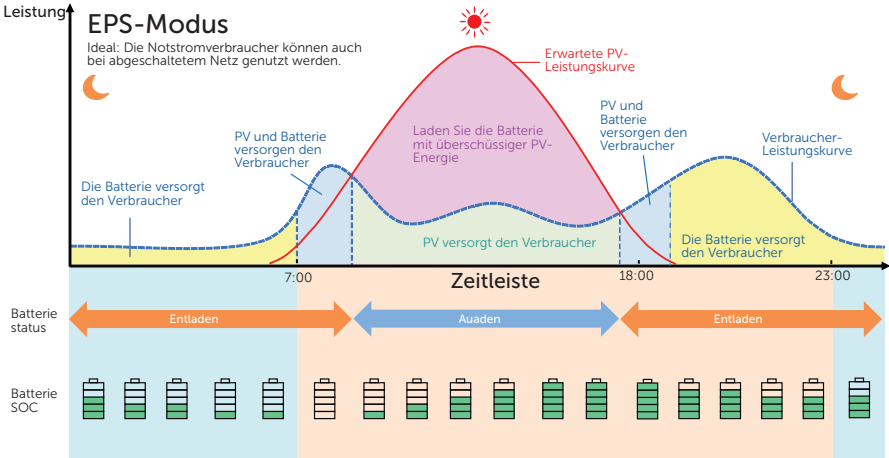 Leistung
EPS-Modus
Ideal: Die Notstromverbraucher können auch
bei abgeschaltetem Netz genutzt werden.
Erwartete PV-
Leistungskurve
PV und Batterie
versorgen den
Verbraucher
Laden Sie die Batterie
mit überschüssiger PV-
Energie
PV und
Batterie
versorgen den
Verbraucher
Verbraucher-
Leistungskurve
Die Batterie versorgt
den Verbraucher
PV versorgt den Verbraucher
Die Batterie versorgt
den Verbraucher
7:00
Zeitleiste
18:00
23:00
Batterie
status
Entladen
Auaden
Entladen
Batterie
SOC